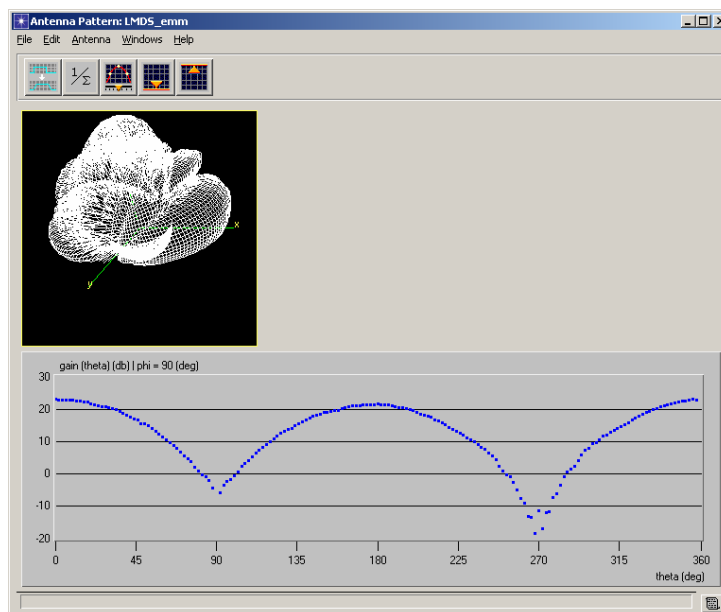 Antenna Pattern: LMDS_emm
File Edit Antenna Windows Help
1/Σ
x
y
gain (theta) (db) | phi = 90 (deg)
30
20
10
0
-10
-20
0 45 90 135 180 225 270 315 360
theta (deg)